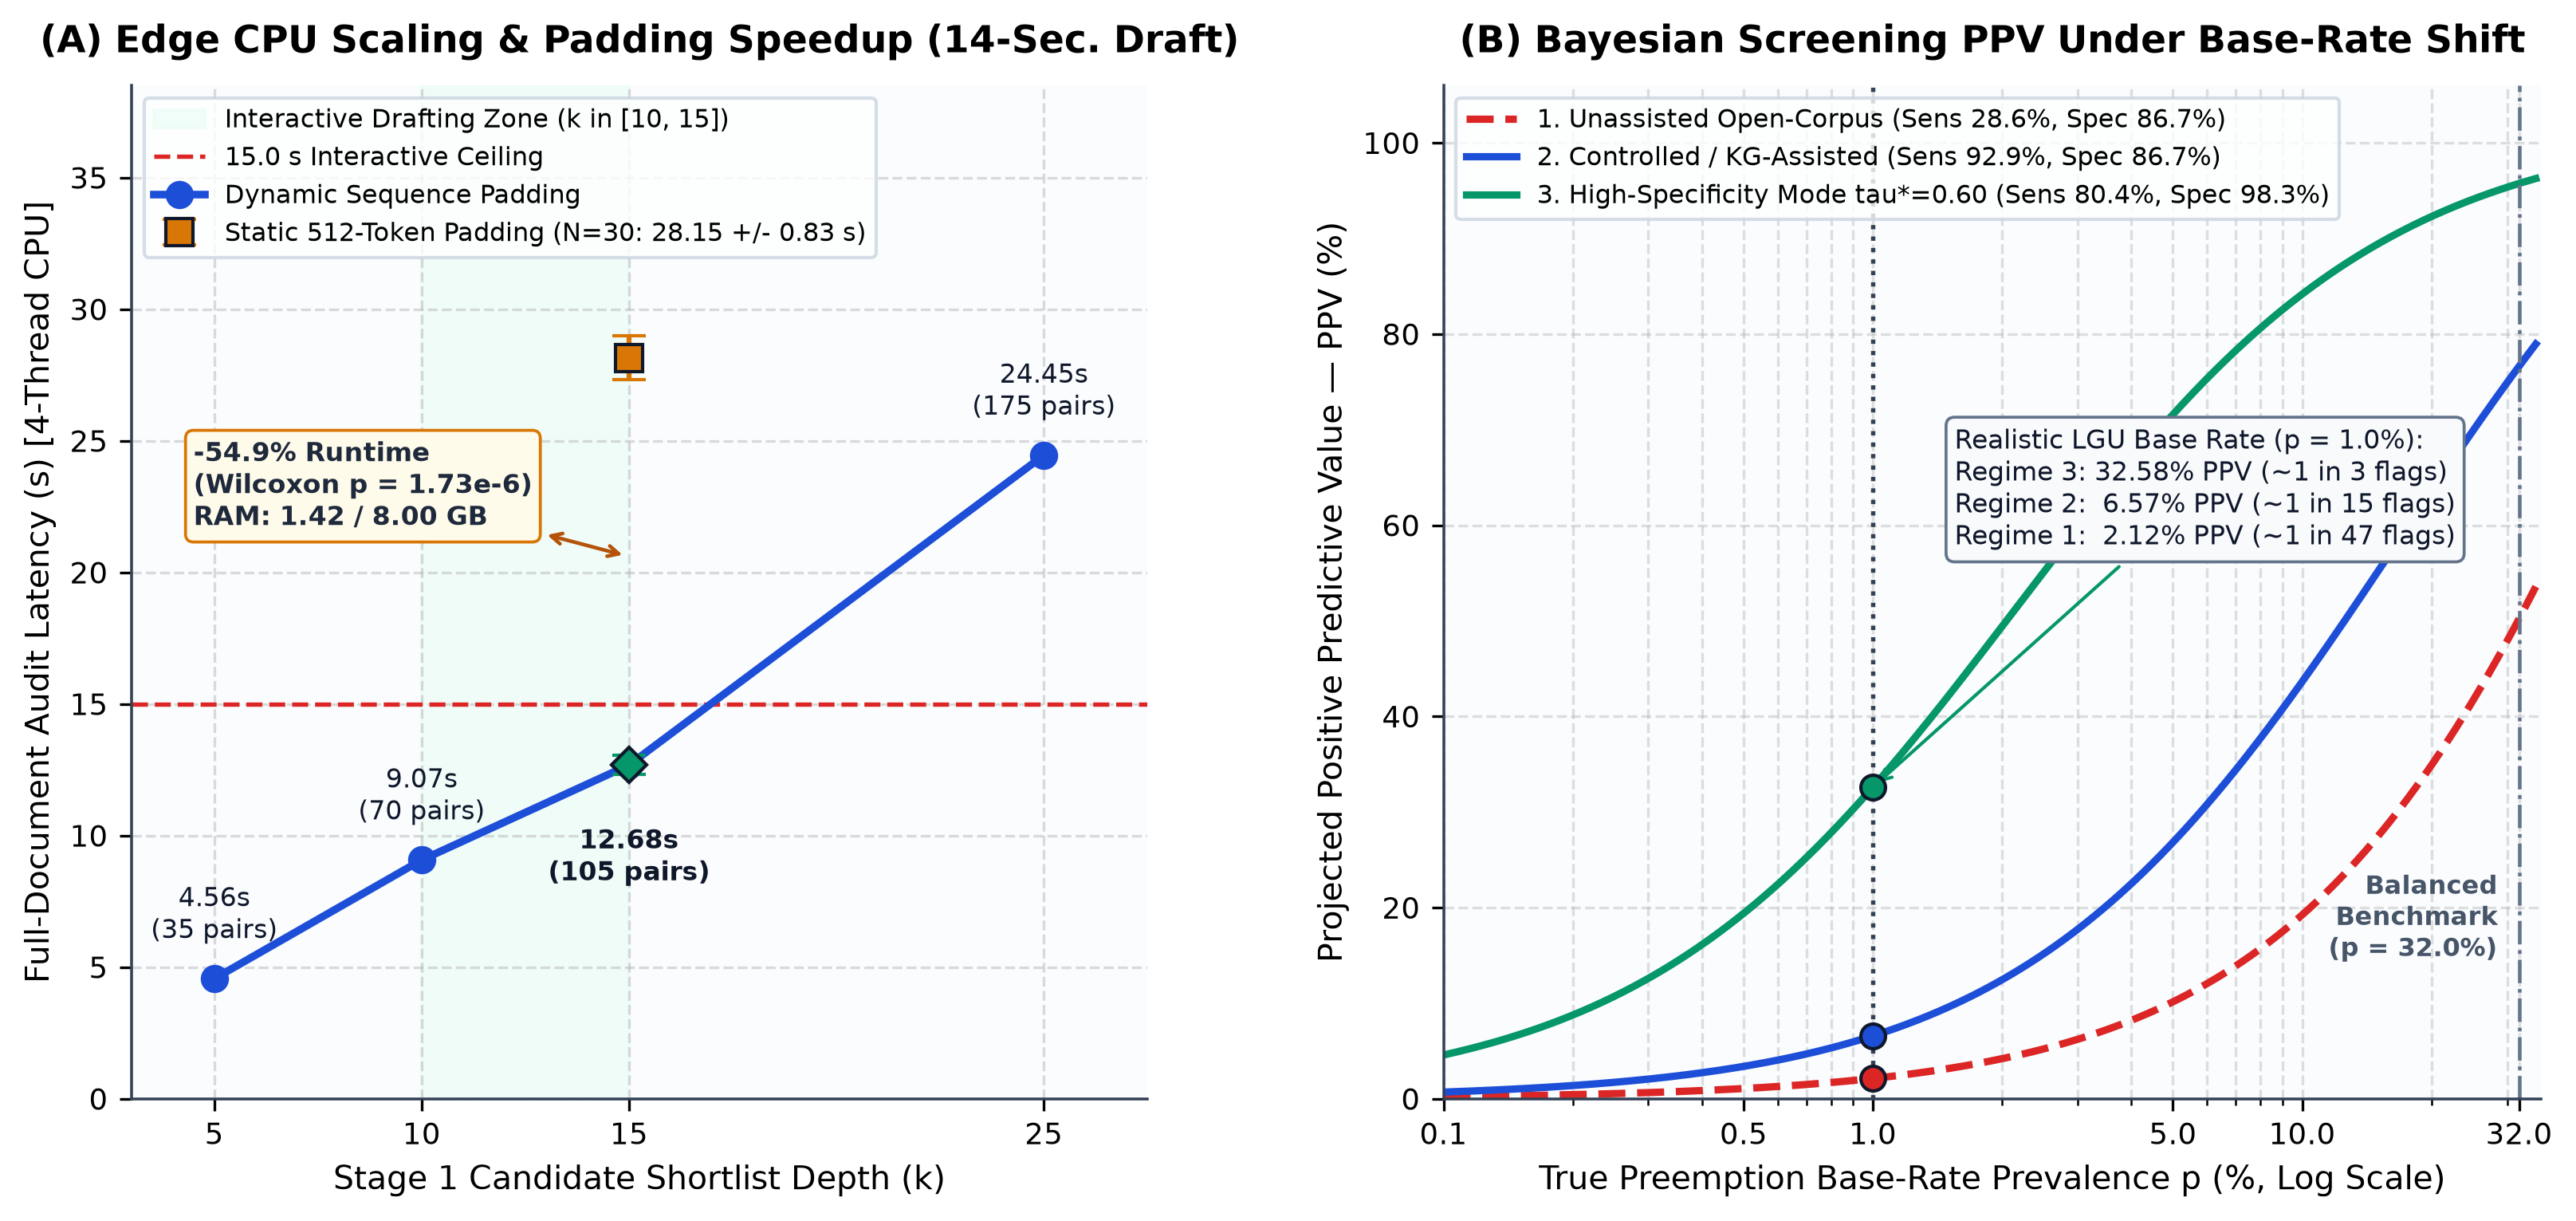 (A) Edge CPU Scaling & Padding Speedup (14-Sec. Draft)
Full-Document Audit Latency (s) [4-Thread CPU]
Interactive Drafting Zone (k in [10, 15])
15.0 s Interactive Ceiling
Dynamic Sequence Padding
Static 512-Token Padding (N=30: 28.15 +/- 0.83 s)
35
30
25
20
15
10
5
0
24.45s
(175 pairs)
-54.9% Runtime
(Wilcoxon p = 1.73e-6)
RAM: 1.42 / 8.00 GB
9.07s
(70 pairs)
12.68s
(105 pairs)
4.56s
(35 pairs)
5
10
15
25
Stage 1 Candidate Shortlist Depth (k)
(B) Bayesian Screening PPV Under Base-Rate Shift
Projected Positive Predictive Value — PPV (%)
1. Unassisted Open-Corpus (Sens 28.6%, Spec 86.7%)
2. Controlled / KG-Assisted (Sens 92.9%, Spec 86.7%)
3. High-Specificity Mode tau*=0.60 (Sens 80.4%, Spec 98.3%)
100
80
60
40
20
0
Realistic LGU Base Rate (p = 1.0%):
Regime 3: 32.58% PPV (~1 in 3 flags)
Regime 2:  6.57% PPV (~1 in 15 flags)
Regime 1:  2.12% PPV (~1 in 47 flags)
Balanced
Benchmark
(p = 32.0%)
0.1
0.5
1.0
5.0
10.0
32.0
True Preemption Base-Rate Prevalence p (%, Log Scale)